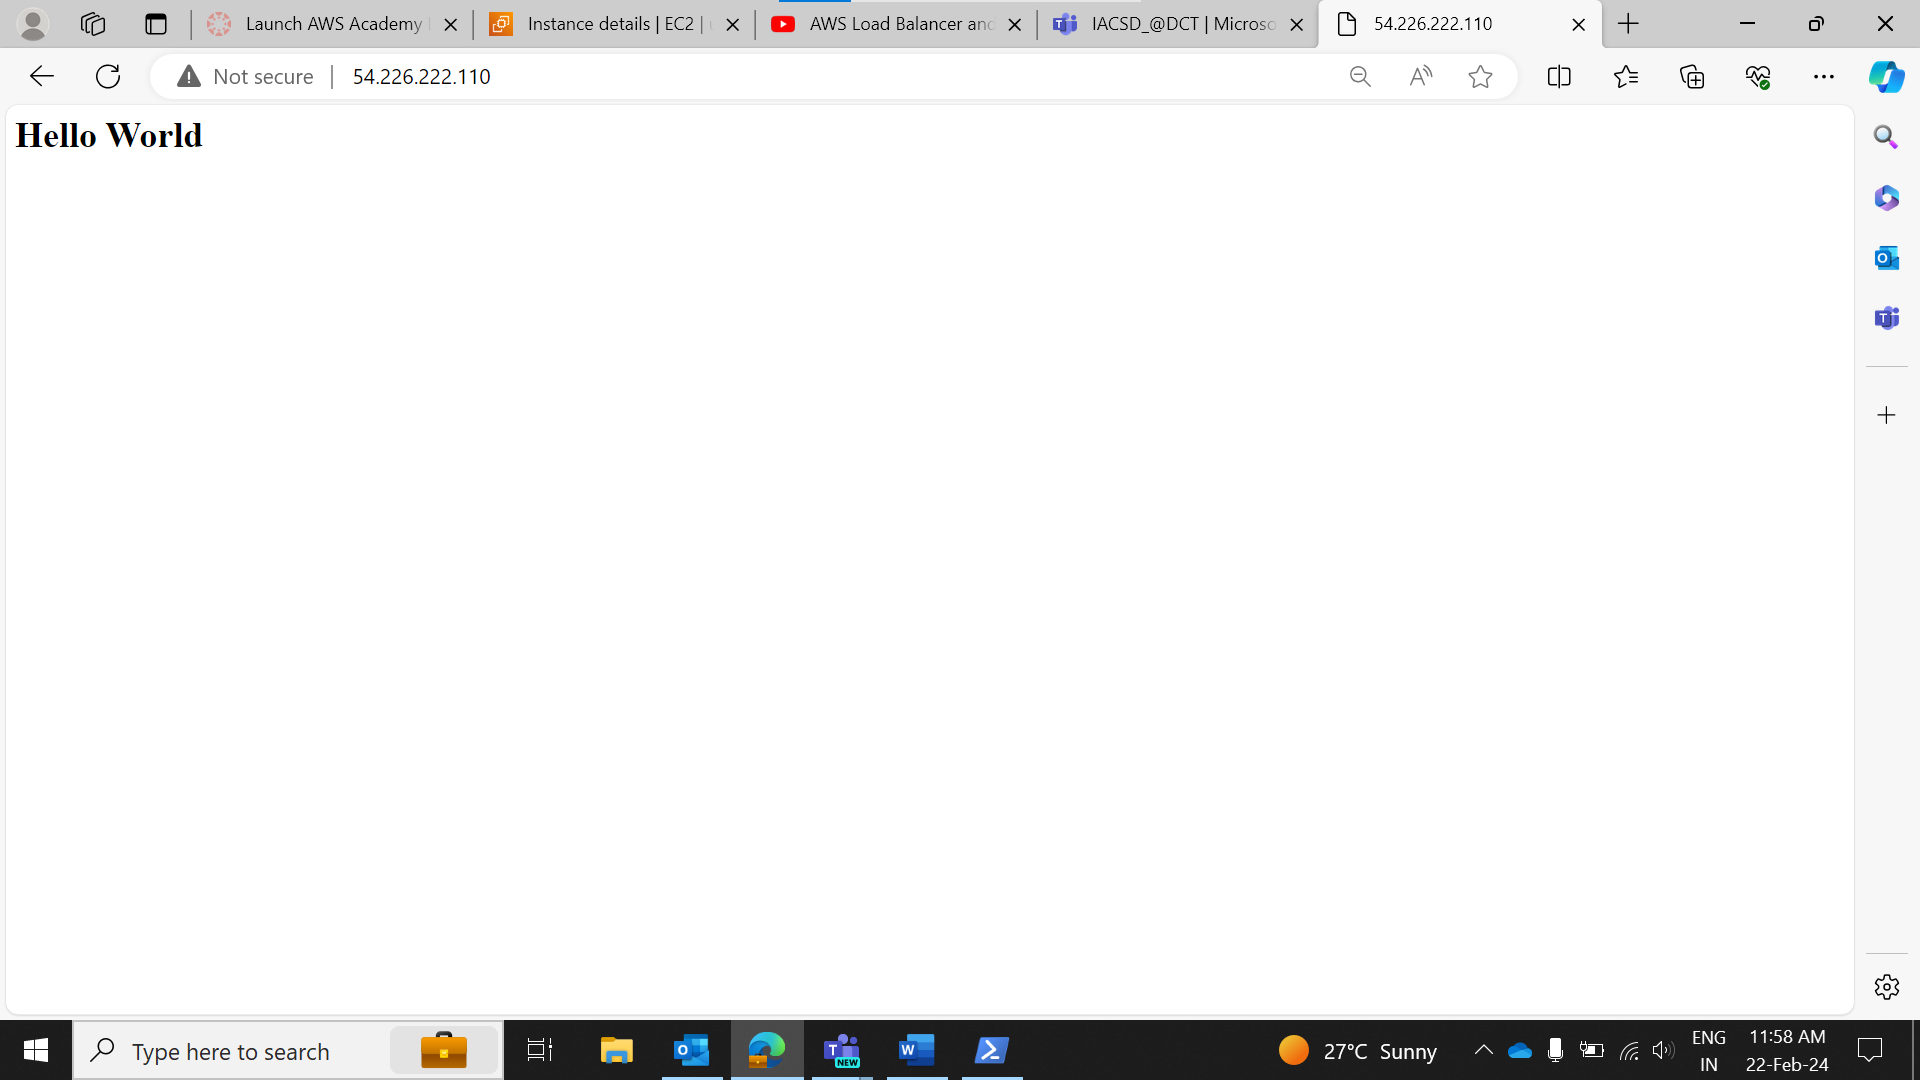 Launch AWS Academy
Instance details | EC2 |
AWS Load Balancer and
IACSD_@DCT | Microso
54.226.222.110
Not secure
54.226.222.110
Hello World
Type here to search
NEW
27°C Sunny
ENG
IN
11:58 AM
22-Feb-24